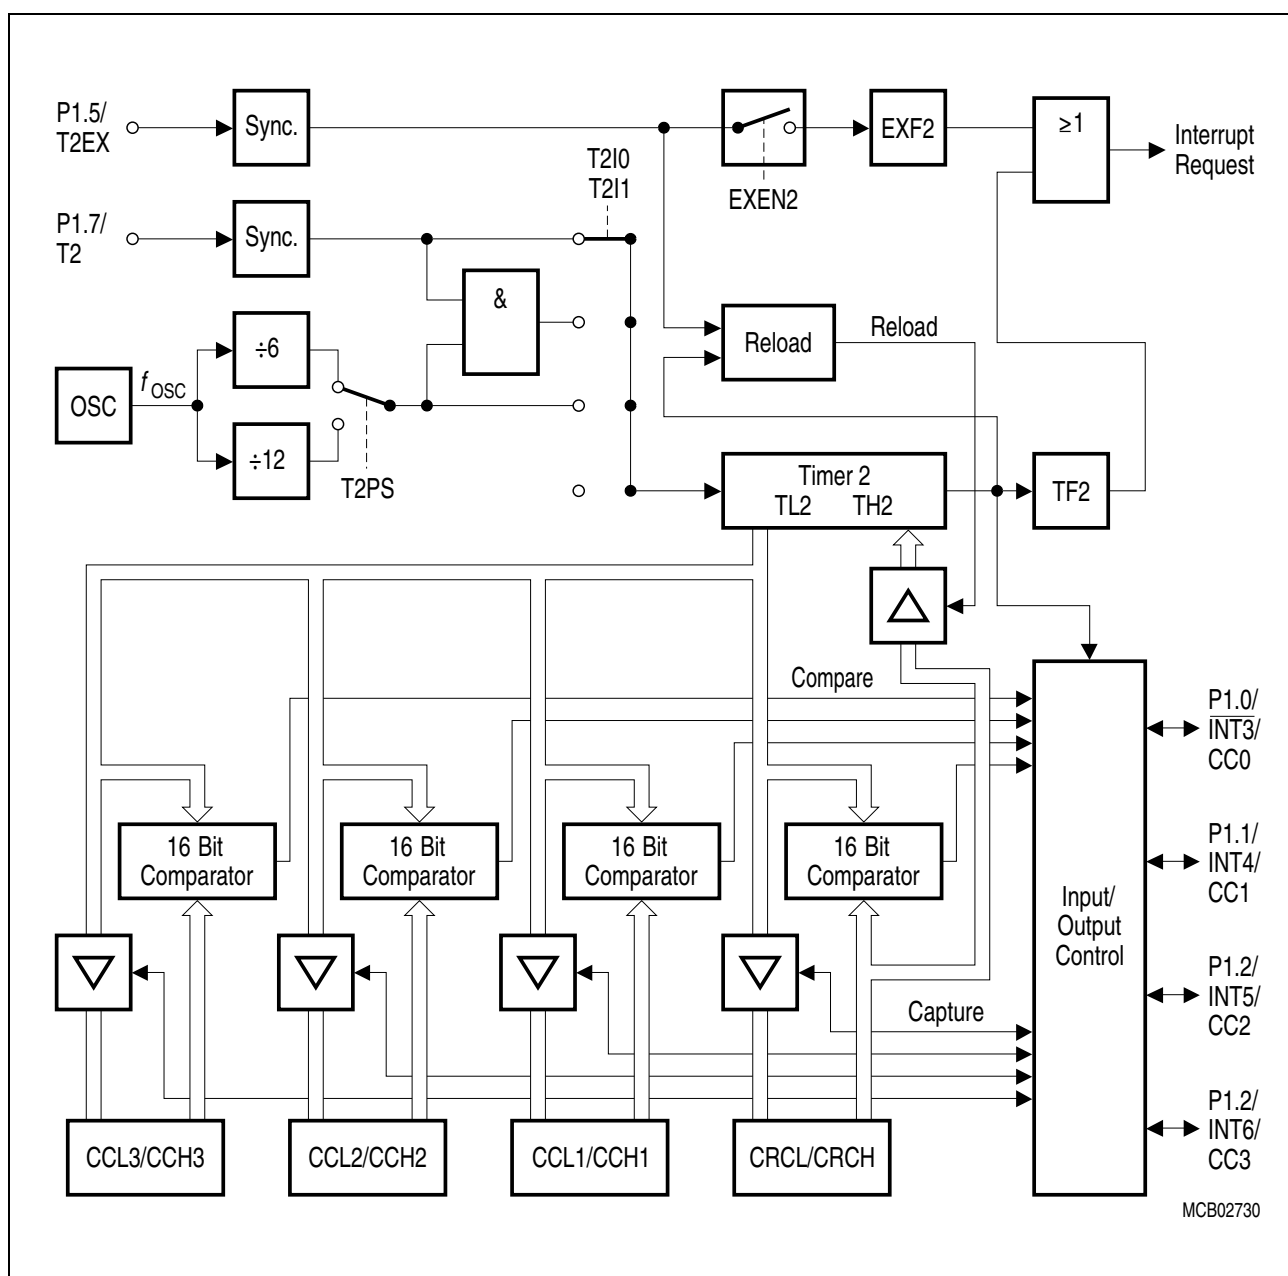 P1.5/
T2EX
Sync.
EXF2
≥1
Interrupt
Request
EXEN2
T2I0
T2I1
P1.7/
T2
Sync.
&
÷6
Reload
Reload
OSC
f OSC
÷12
T2PS
Timer 2
TL2 TH2
TF2
Compare
P1.0/
INT3/
CC0
16 Bit
Comparator
16 Bit
Comparator
16 Bit
Comparator
16 Bit
Comparator
P1.1/
INT4/
CC1
Input/
Output
Control
P1.2/
INT5/
CC2
Capture
P1.2/
INT6/
CC3
CCL3/CCH3
CCL2/CCH2
CCL1/CCH1
CRCL/CRCH
MCB02730